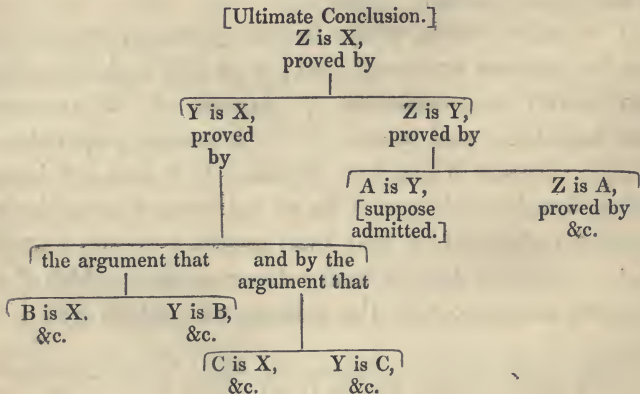 [Ultimate Conclusion.]
Z is X,
proved by
Y is X, Z is Y,
proved proved by
by
A is Y, Z is A,
[suppose proved by
admitted.] &c.
the argument that and by the
argument that
B is X. Y is B,
&c. &c.
C is X, Y is C,
&c. &c.